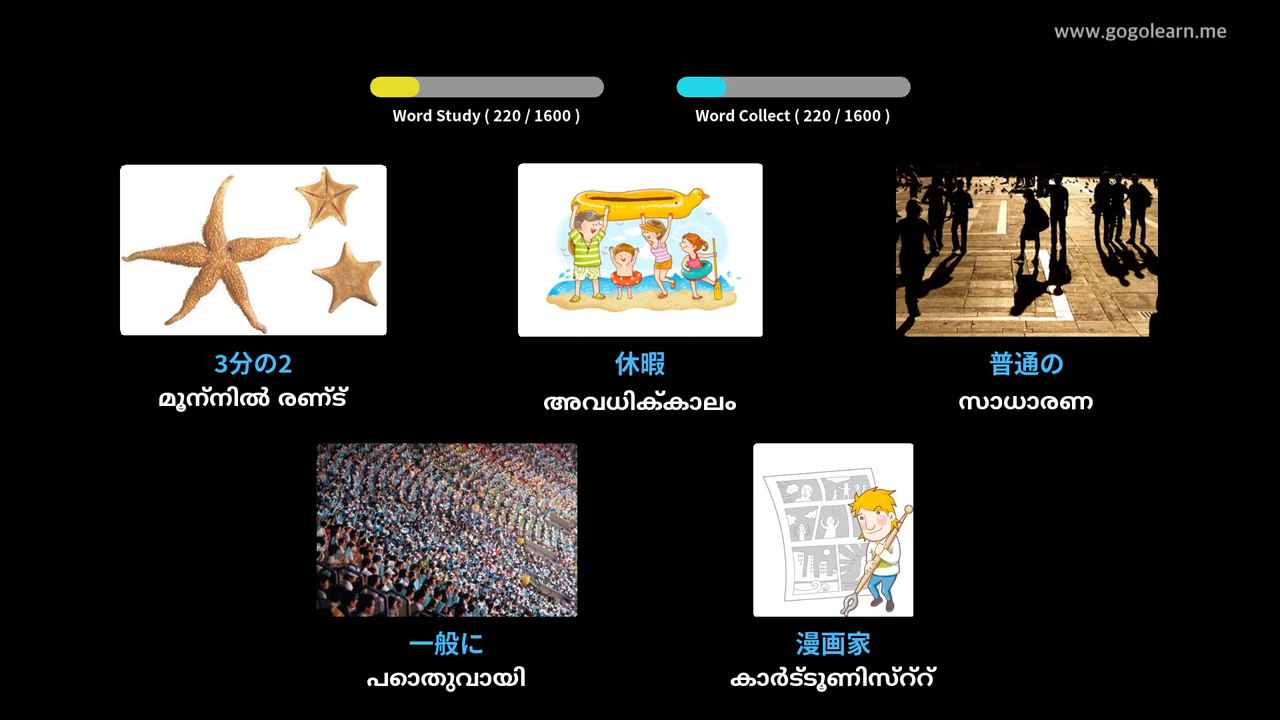 www.gogolearn.me
Word Study ( 220 / 1600 )
Word Collect ( 220 / 1600 )
3分の2
മൂന്നിൽ രണ്ട്
休暇
അവധിക്കാലം
普通の
സാധാരണ
一般に
പൊതുവായി
漫画家
കാർട്ടൂണിസ്റ്റ്